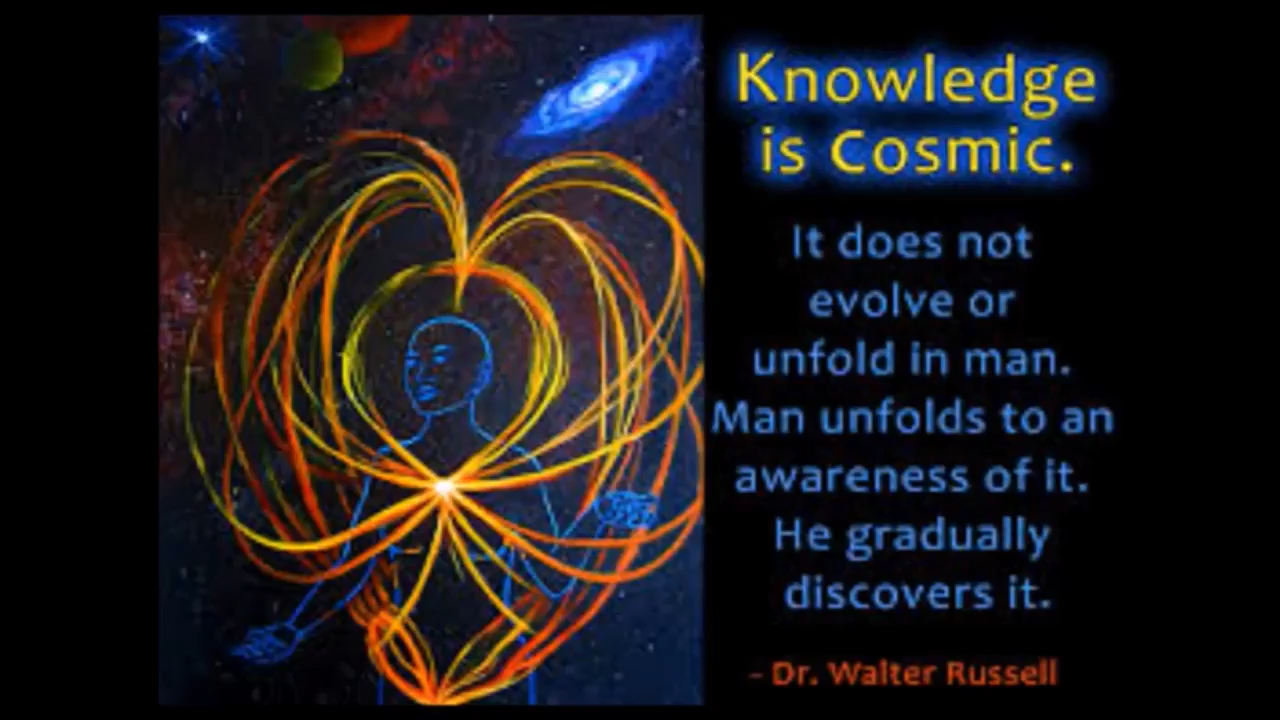 Knowledge
is Cosmic.
It does not
evolve or
unfold in man.
Man unfolds to an
awareness of it.
He gradually
discovers it.
- Dr. Walter Russell